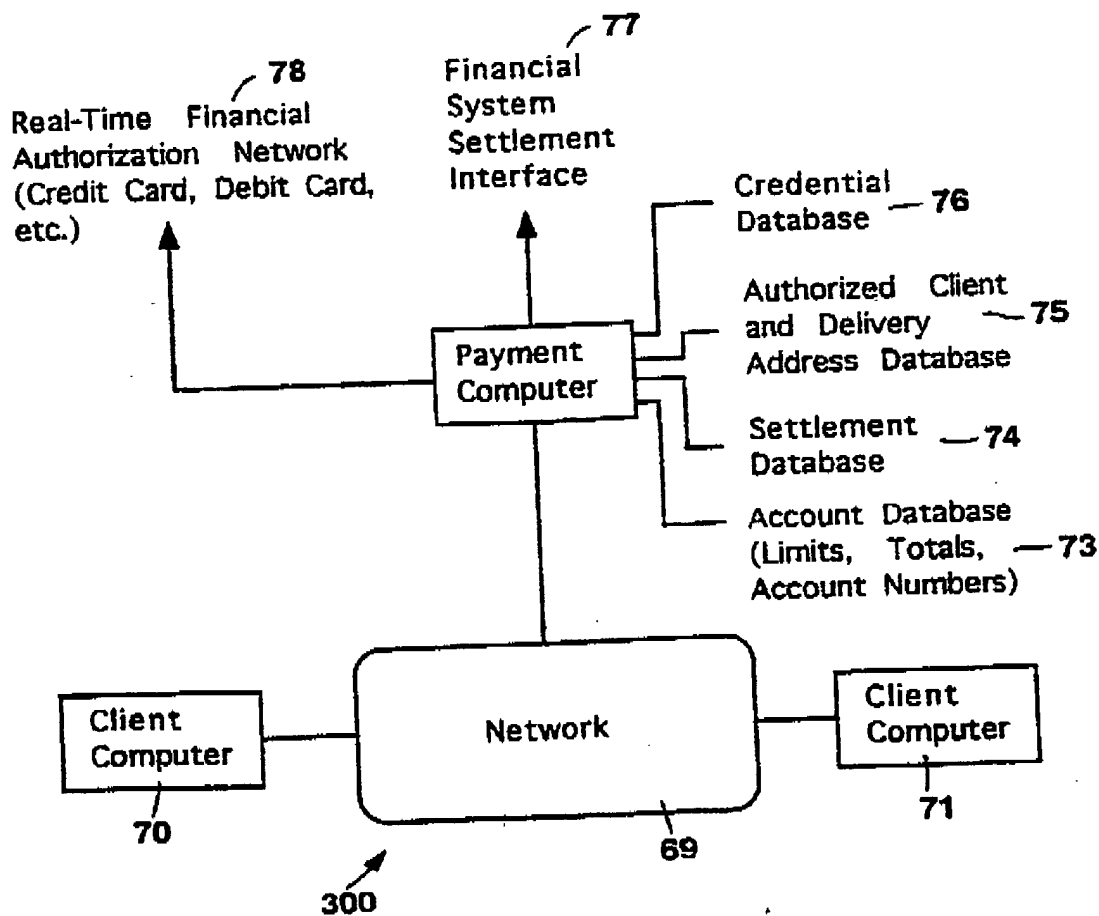 77
78
Financial
System
Settlement
Interface
Real-Time Financial
Authorization Network
(Credit Card, Debit Card,
etc.)
Credential
Database
76
Authorized Client
and Delivery
Address Database
75
Payment
Computer
Settlement
Database
74
Account Database
(Limits, Totals,
Account Numbers)
73
Client
Computer
70
Network
69
Client
Computer
71
300